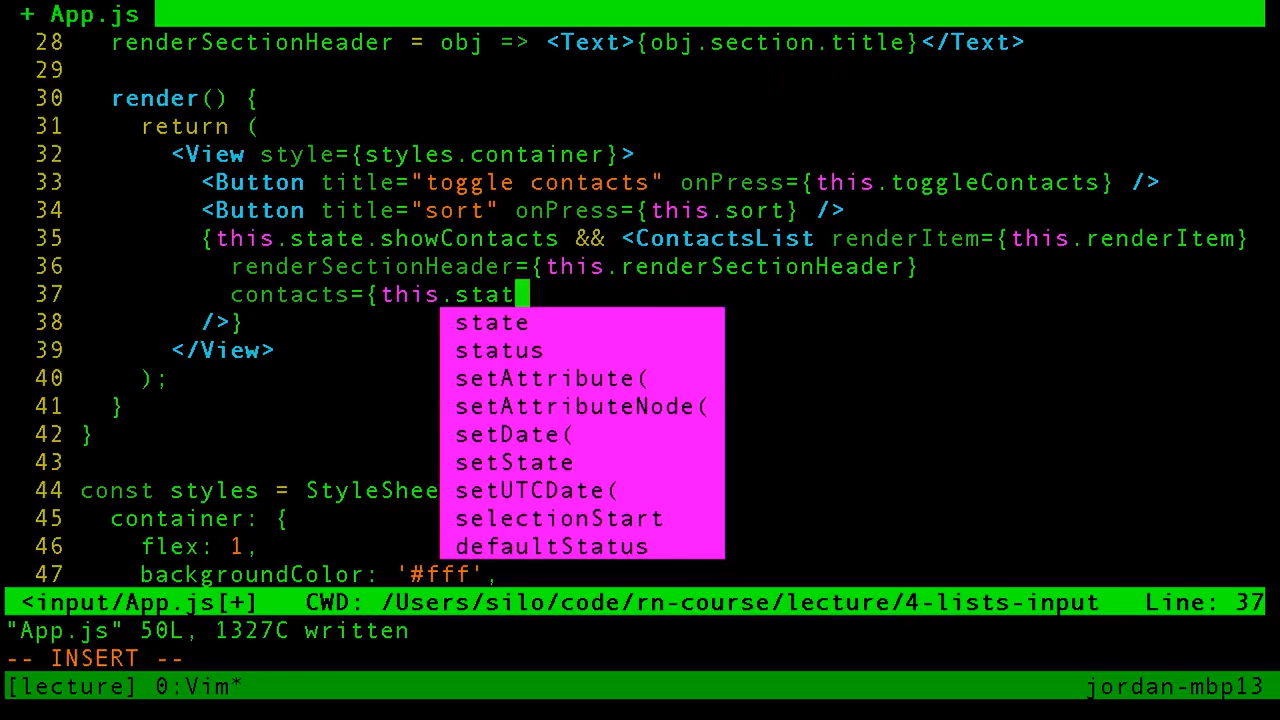 + App.js
28 renderSectionHeader = obj => <Text>{obj.section.title}</Text>
29
30 render() {
31 return (
32 <View style={styles.container}>
33 <Button title="toggle contacts" onPress={this.toggleContacts} />
34 <Button title="sort" onPress={this.sort} />
35 {this.state.showContacts && <ContactsList renderItem={this.renderItem}
36 renderSectionHeader={this.renderSectionHeader}
37 contacts={this.stat
38 />}
state
39 </View>
status
40 );
setAttribute(
41 }
setAttributeNode(
42 }
setDate(
43
setState
44 const styles = StyleShee
setUTCDate(
45 container: {
selectionStart
46 flex: 1,
defaultStatus
47 backgroundColor: '#fff',
<input/App.js[+] CWD: /Users/silo/code/rn-course/lecture/4-lists-input Line: 37
"App.js" 50L, 1327C written
-- INSERT --
[lecture] 0:Vim* jordan-mbp13